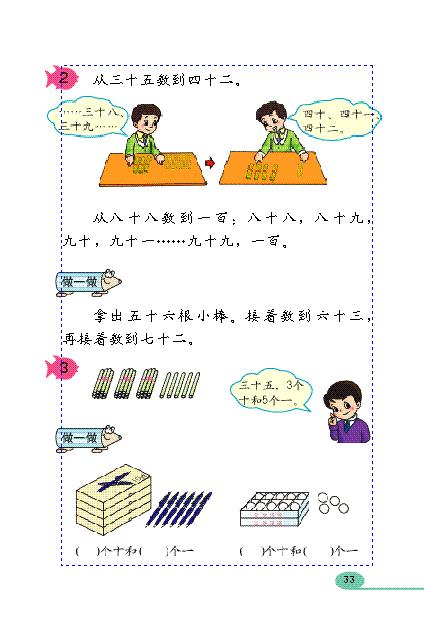 2 从三十五数到四十二。
……三十八、
三十九……
四十、四十一、
四十二。
从八十八数到一百：八十八，八十九，
九十，九十一……九十九，一百。
做一做
拿出五十六根小棒。接着数到六十三，
再接着数到七十二。
3
三十五，3个
十和5个一。
做一做
(  )个十和(  )个一
(  )个十和(  )个一
33